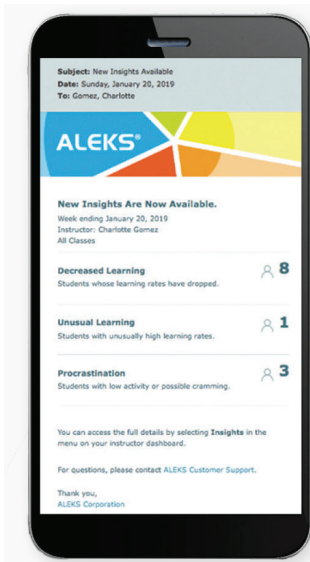 Subject: New Insights Available
Date: Sunday, January 20, 2019
To: Gomez, Charlotte
ALEKS®
New Insights Are Now Available.
Week ending January 20, 2019
Instructor: Charlotte Gomez
All Classes
Decreased Learning
8
Students whose learning rates have dropped.
Unusual Learning
1
Students with unusually high learning rates.
Procrastination
3
Students with low activity or possible cramming.
You can access the full details by selecting Insights in the
menu on your instructor dashboard.
For questions, please contact ALEKS Customer Support.
Thank you,
ALEKS Corporation